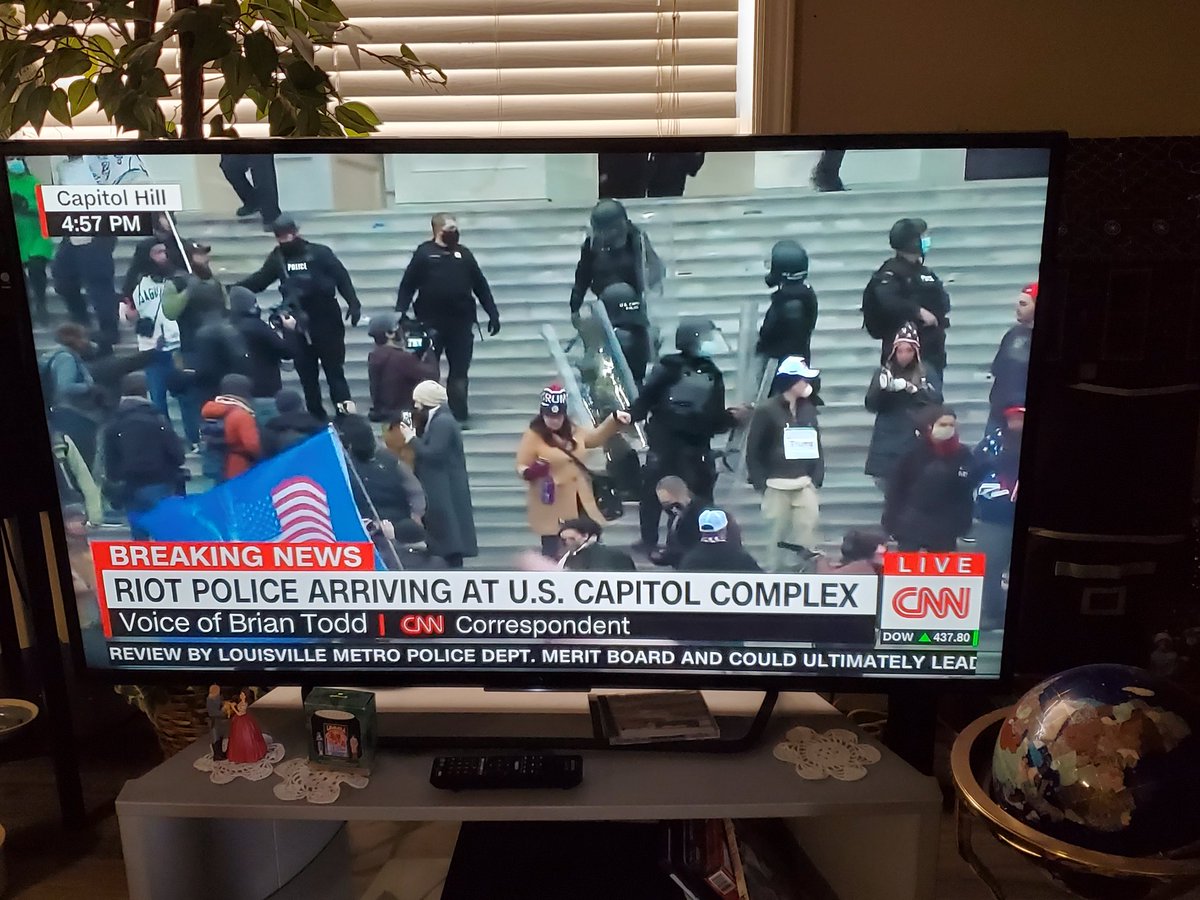 Capitol Hill
4:57 PM
POLICE
TRUMP
BREAKING NEWS
RIOT POLICE ARRIVING AT U.S. CAPITOL COMPLEX
Voice of Brian Todd | CNN Correspondent
REVIEW BY LOUISVILLE METRO POLICE DEPT. MERIT BOARD AND COULD ULTIMATELY LEAD
LIVE
CNN
DOW 437.80